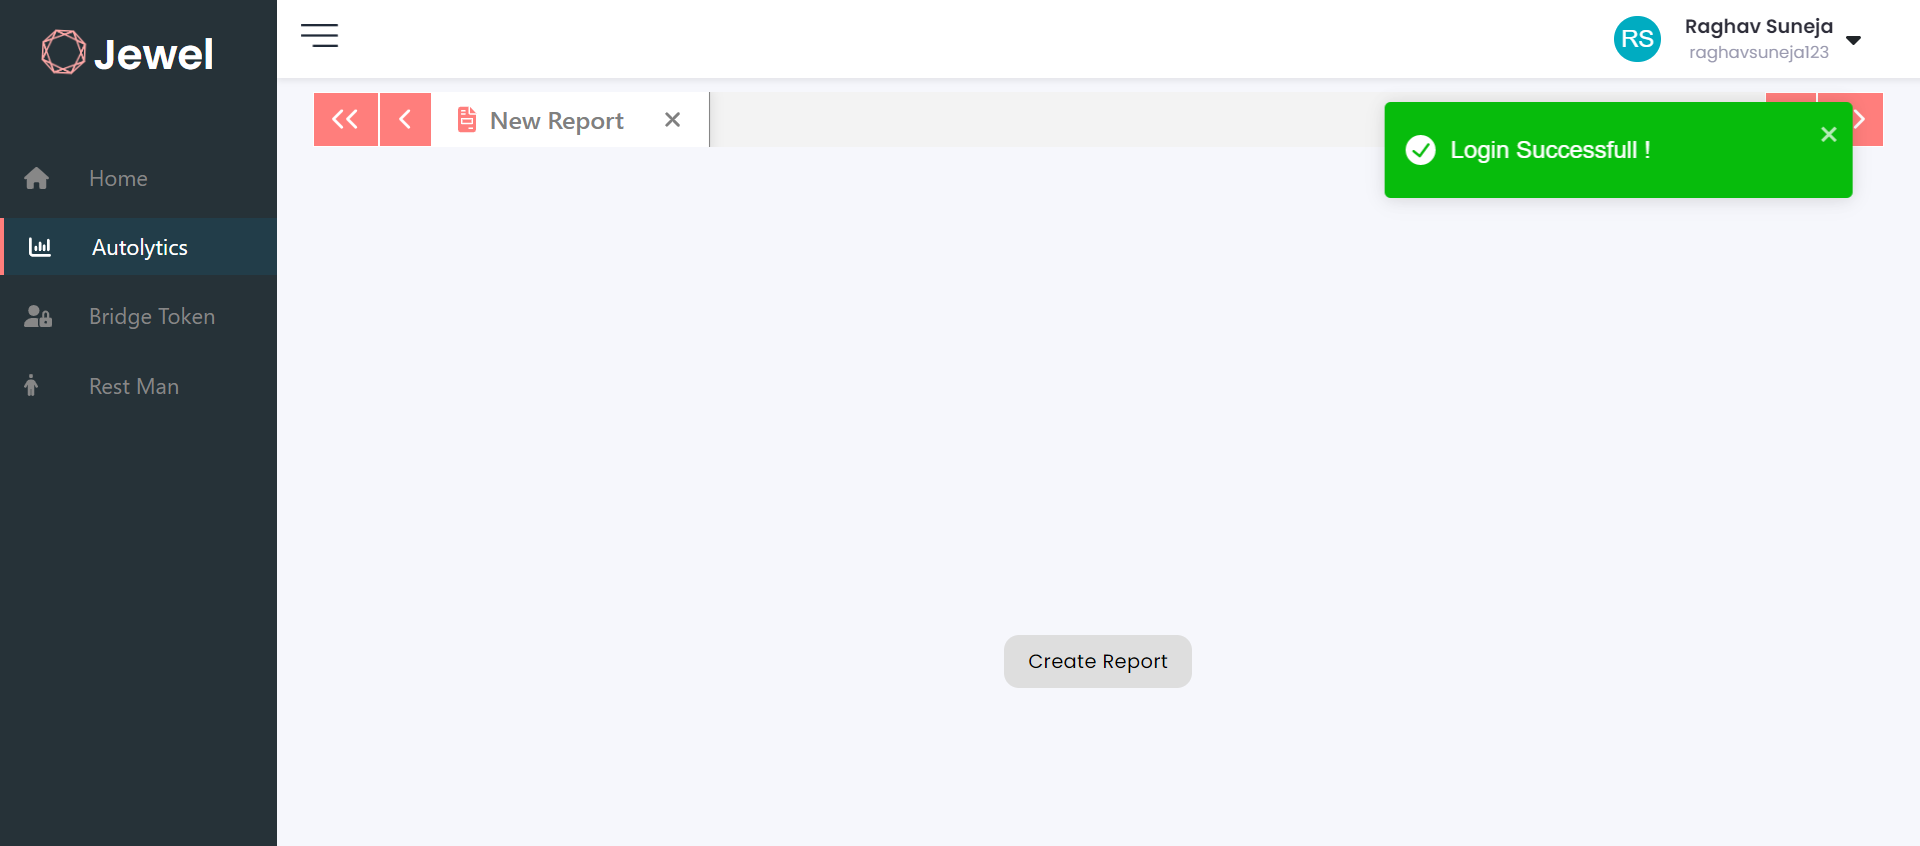 Jewel
Raghav Suneja
RS
raghavsuneja123
New Report
Login Successfull !
Home
Autolytics
Bridge Token
Rest Man
Create Report